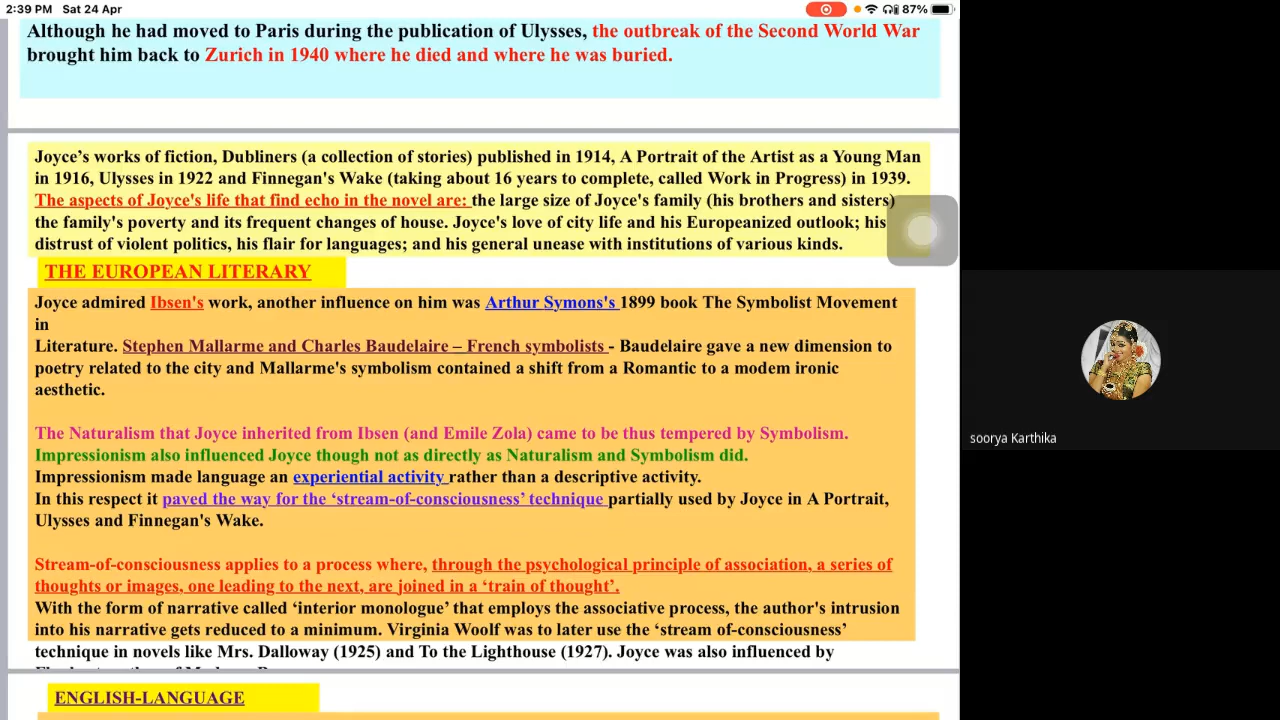 2:39 PM Sat 24 Apr
87%
Although he had moved to Paris during the publication of Ulysses, the outbreak of the Second World War
brought him back to Zurich in 1940 where he died and where he was buried.
Joyce’s works of fiction, Dubliners (a collection of stories) published in 1914, A Portrait of the Artist as a Young Man
in 1916, Ulysses in 1922 and Finnegan's Wake (taking about 16 years to complete, called Work in Progress) in 1939.
The aspects of Joyce's life that find echo in the novel are: the large size of Joyce's family (his brothers and sisters)
the family's poverty and its frequent changes of house. Joyce's love of city life and his Europeanized outlook; his
distrust of violent politics, his flair for languages; and his general unease with institutions of various kinds.
THE EUROPEAN LITERARY
Joyce admired Ibsen's work, another influence on him was Arthur Symons's 1899 book The Symbolist Movement
in
Literature. Stephen Mallarme and Charles Baudelaire – French symbolists - Baudelaire gave a new dimension to
poetry related to the city and Mallarme's symbolism contained a shift from a Romantic to a modem ironic
aesthetic.
The Naturalism that Joyce inherited from Ibsen (and Emile Zola) came to be thus tempered by Symbolism.
Impressionism also influenced Joyce though not as directly as Naturalism and Symbolism did.
Impressionism made language an experiential activity rather than a descriptive activity.
In this respect it paved the way for the ‘stream-of-consciousness’ technique partially used by Joyce in A Portrait,
Ulysses and Finnegan's Wake.
Stream-of-consciousness applies to a process where, through the psychological principle of association, a series of
thoughts or images, one leading to the next, are joined in a ‘train of thought’.
With the form of narrative called ‘interior monologue’ that employs the associative process, the author's intrusion
into his narrative gets reduced to a minimum. Virginia Woolf was to later use the ‘stream of-consciousness’
technique in novels like Mrs. Dalloway (1925) and To the Lighthouse (1927). Joyce was also influenced by
ENGLISH-LANGUAGE
soorya Karthika